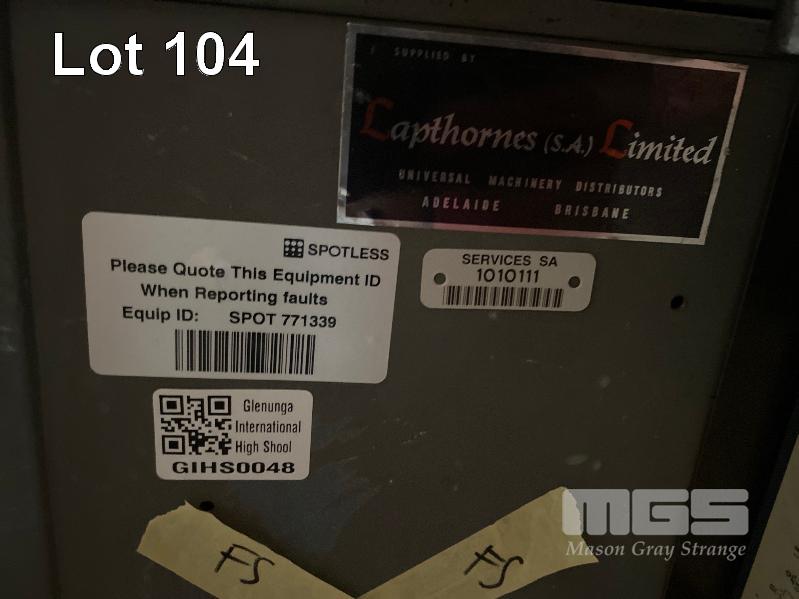 Lot 104
SUPPLIED BY
Lapthornes (S.A.) Limited
UNIVERSAL MACHINERY DISTRIBUTORS
ADELAIDE BRISBANE
SPOTLESS
Please Quote This Equipment ID
When Reporting faults
Equip ID: SPOT 771339
SERVICES SA
1010111
Glenunga
International
High Shool
GIHS0048
FS
FS
MGS
Mason Gray Strange